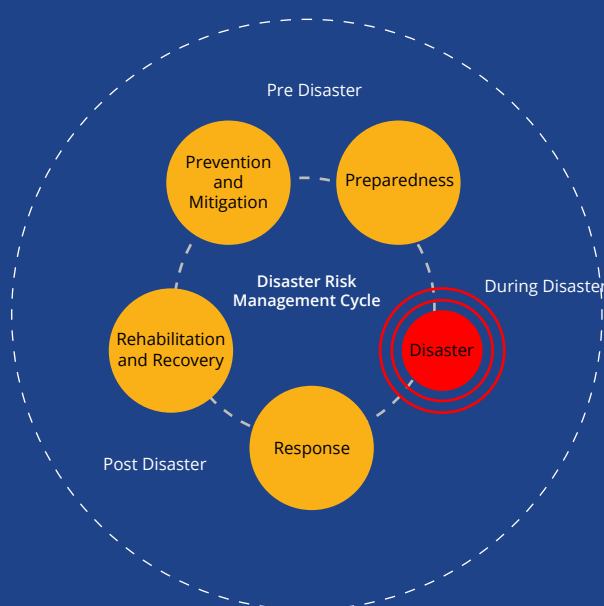 Pre Disaster
Prevention
and
Mitigation
Preparedness
Disaster Risk
Management Cycle
During Disaster
Rehabilitation
and Recovery
Disaster
Response
Post Disaster